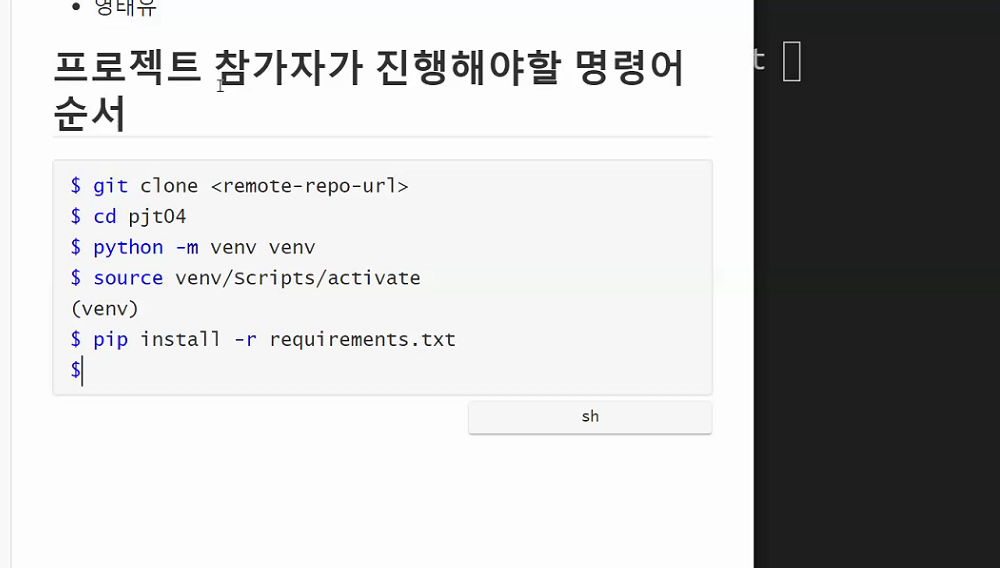 영태유
프로젝트 참가자가 진행해야할 명령어
순서
$ git clone <remote-repo-url>
$ cd pjt04
$ python -m venv venv
$ source venv/Scripts/activate
(venv)
$ pip install -r requirements.txt
$
sh
t